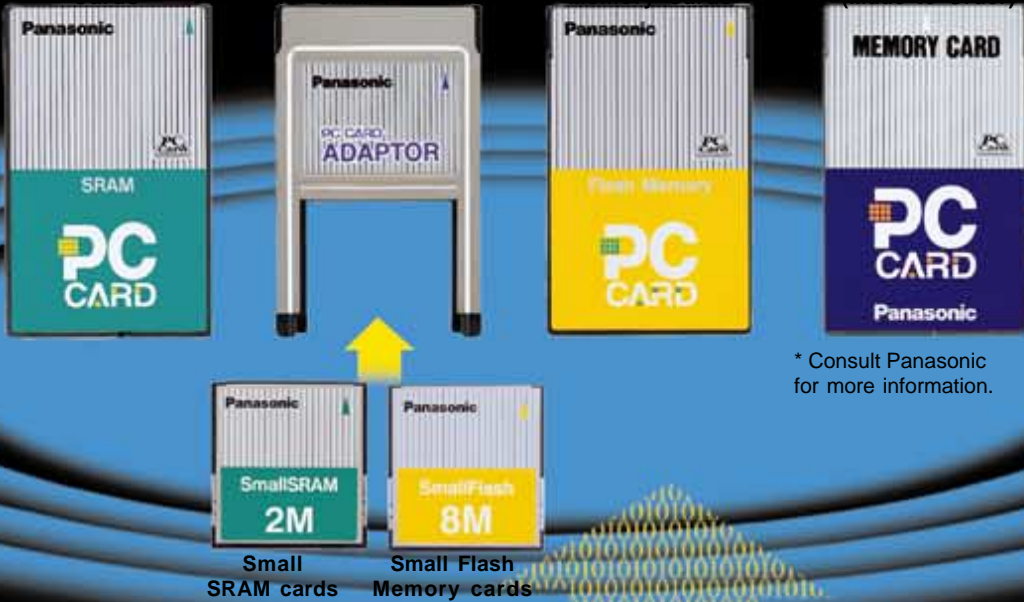 Panasonic
PC
Card
SRAM
PC
CARD
Panasonic
PC CARD
ADAPTOR
Panasonic
PC
Card
Flash Memory
PC
CARD
MEMORY CARD
PC
Card
PC
CARD
Panasonic
* Consult Panasonic
for more information.
Panasonic
SmallSRAM
2M
Small
SRAM cards
Panasonic
SmallFlash
8M
Small Flash
Memory cards